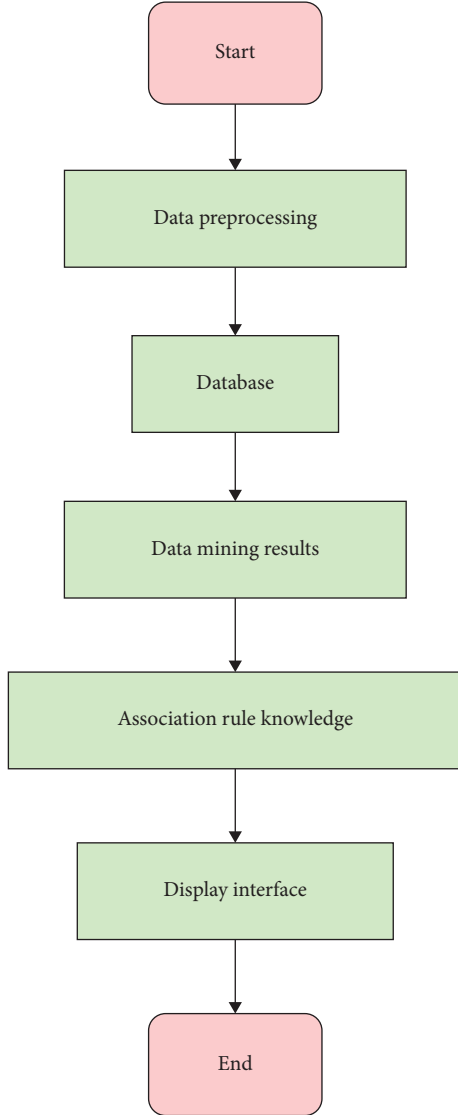 Start
Data preprocessing
Database
Data mining results
Association rule knowledge
Display interface
End